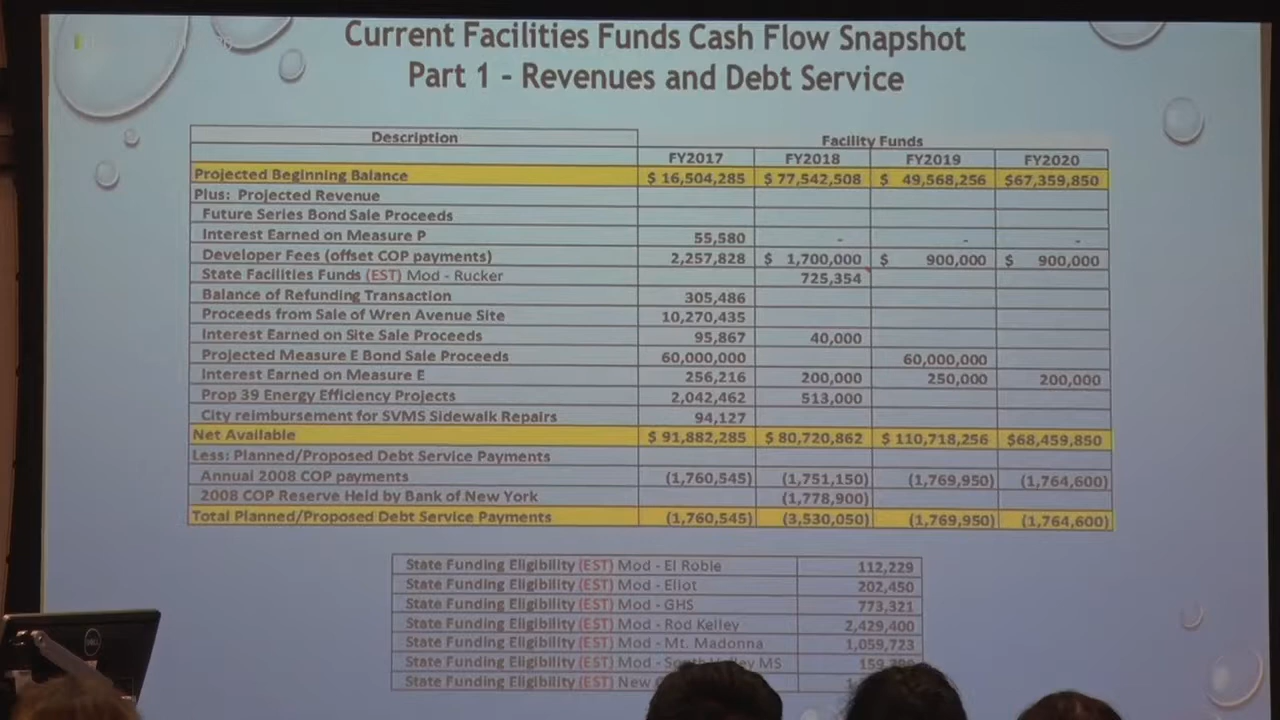 Current Facilities Funds Cash Flow Snapshot
Part 1 - Revenues and Debt Service
Description Facility Funds
FY2017 FY2018 FY2019 FY2020
Projected Beginning Balance $ 16,504,285 $ 77,542,508 $ 49,568,256 $67,359,850
Plus: Projected Revenue
Future Series Bond Sale Proceeds
Interest Earned on Measure P 55,580 - - -
Developer Fees (offset COP payments) 2,257,828 $ 1,700,000 $ 900,000 $ 900,000
State Facilities Funds (EST) Mod - Rucker 725,354
Balance of Refunding Transaction 305,486
Proceeds from Sale of Wren Avenue Site 10,270,435
Interest Earned on Site Sale Proceeds 95,867 40,000
Projected Measure E Bond Sale Proceeds 60,000,000 60,000,000
Interest Earned on Measure E 256,216 200,000 250,000 200,000
Prop 39 Energy Efficiency Projects 2,042,462 513,000
City reimbursement for SVMS Sidewalk Repairs 94,127
Net Available $ 91,882,285 $ 80,720,862 $ 110,718,256 $68,459,850
Less: Planned/Proposed Debt Service Payments
Annual 2008 COP payments (1,760,545) (1,751,150) (1,769,950) (1,764,600)
2008 COP Reserve Held by Bank of New York (1,778,900)
Total Planned/Proposed Debt Service Payments (1,760,545) (3,530,050) (1,769,950) (1,764,600)
State Funding Eligibility (EST) Mod - El Roble 112,229
State Funding Eligibility (EST) Mod - Eliot 202,450
State Funding Eligibility (EST) Mod - GHS 773,321
State Funding Eligibility (EST) Mod - Rod Kelley 2,429,400
State Funding Eligibility (EST) Mod - Mt. Madonna 1,059,723
State Funding Eligibility (EST) Mod - MS
State Funding Eligibility (EST) New
DELL